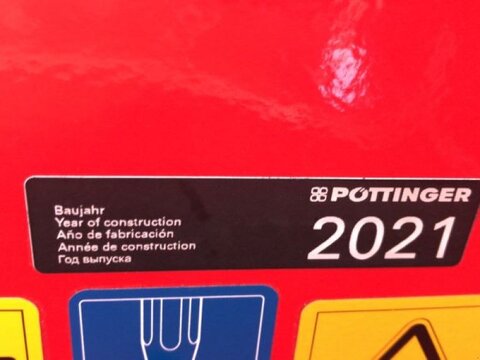 PÖTTINGER
Baujahr
Year of construction
Año de fabricación
Année de construction
Год выпуска
2021